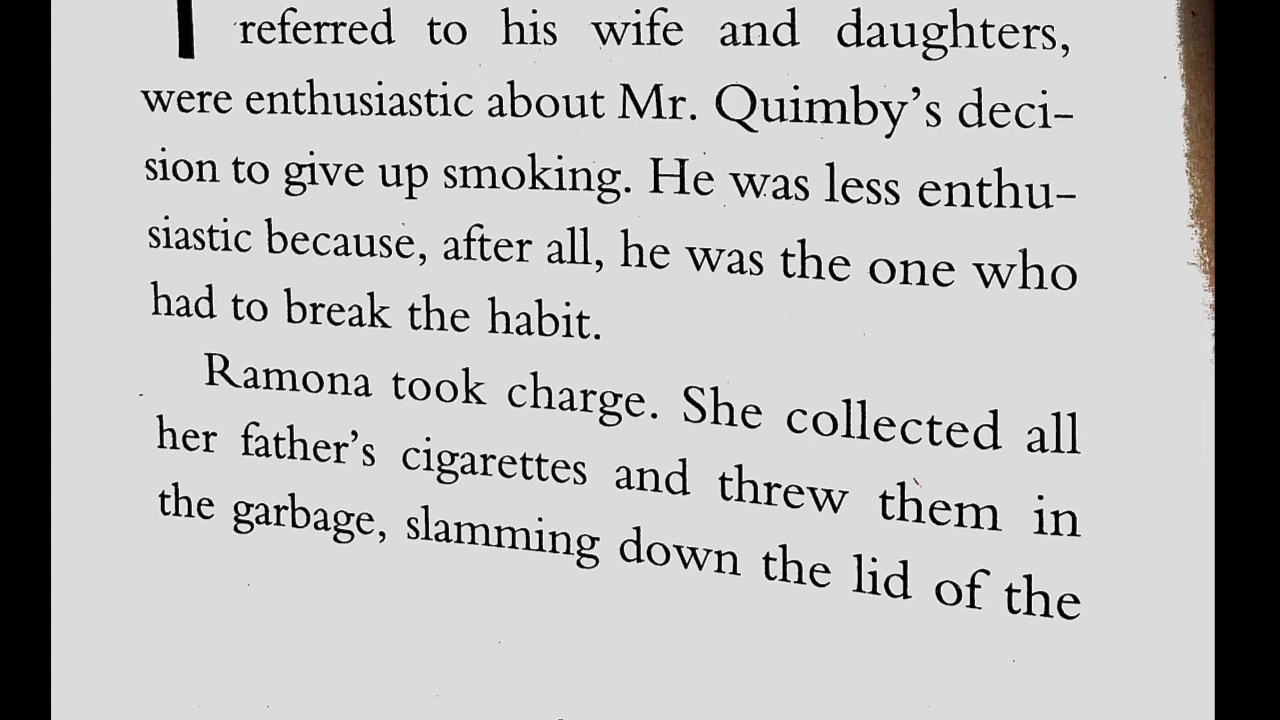 referred to his wife and daughters,
were enthusiastic about Mr. Quimby's deci-
sion to give up smoking. He was less enthu-
siastic because, after all, he was the one who
had to break the habit.
Ramona took charge. She collected all
her father's cigarettes and threw them in
the garbage, slamming down the lid of the